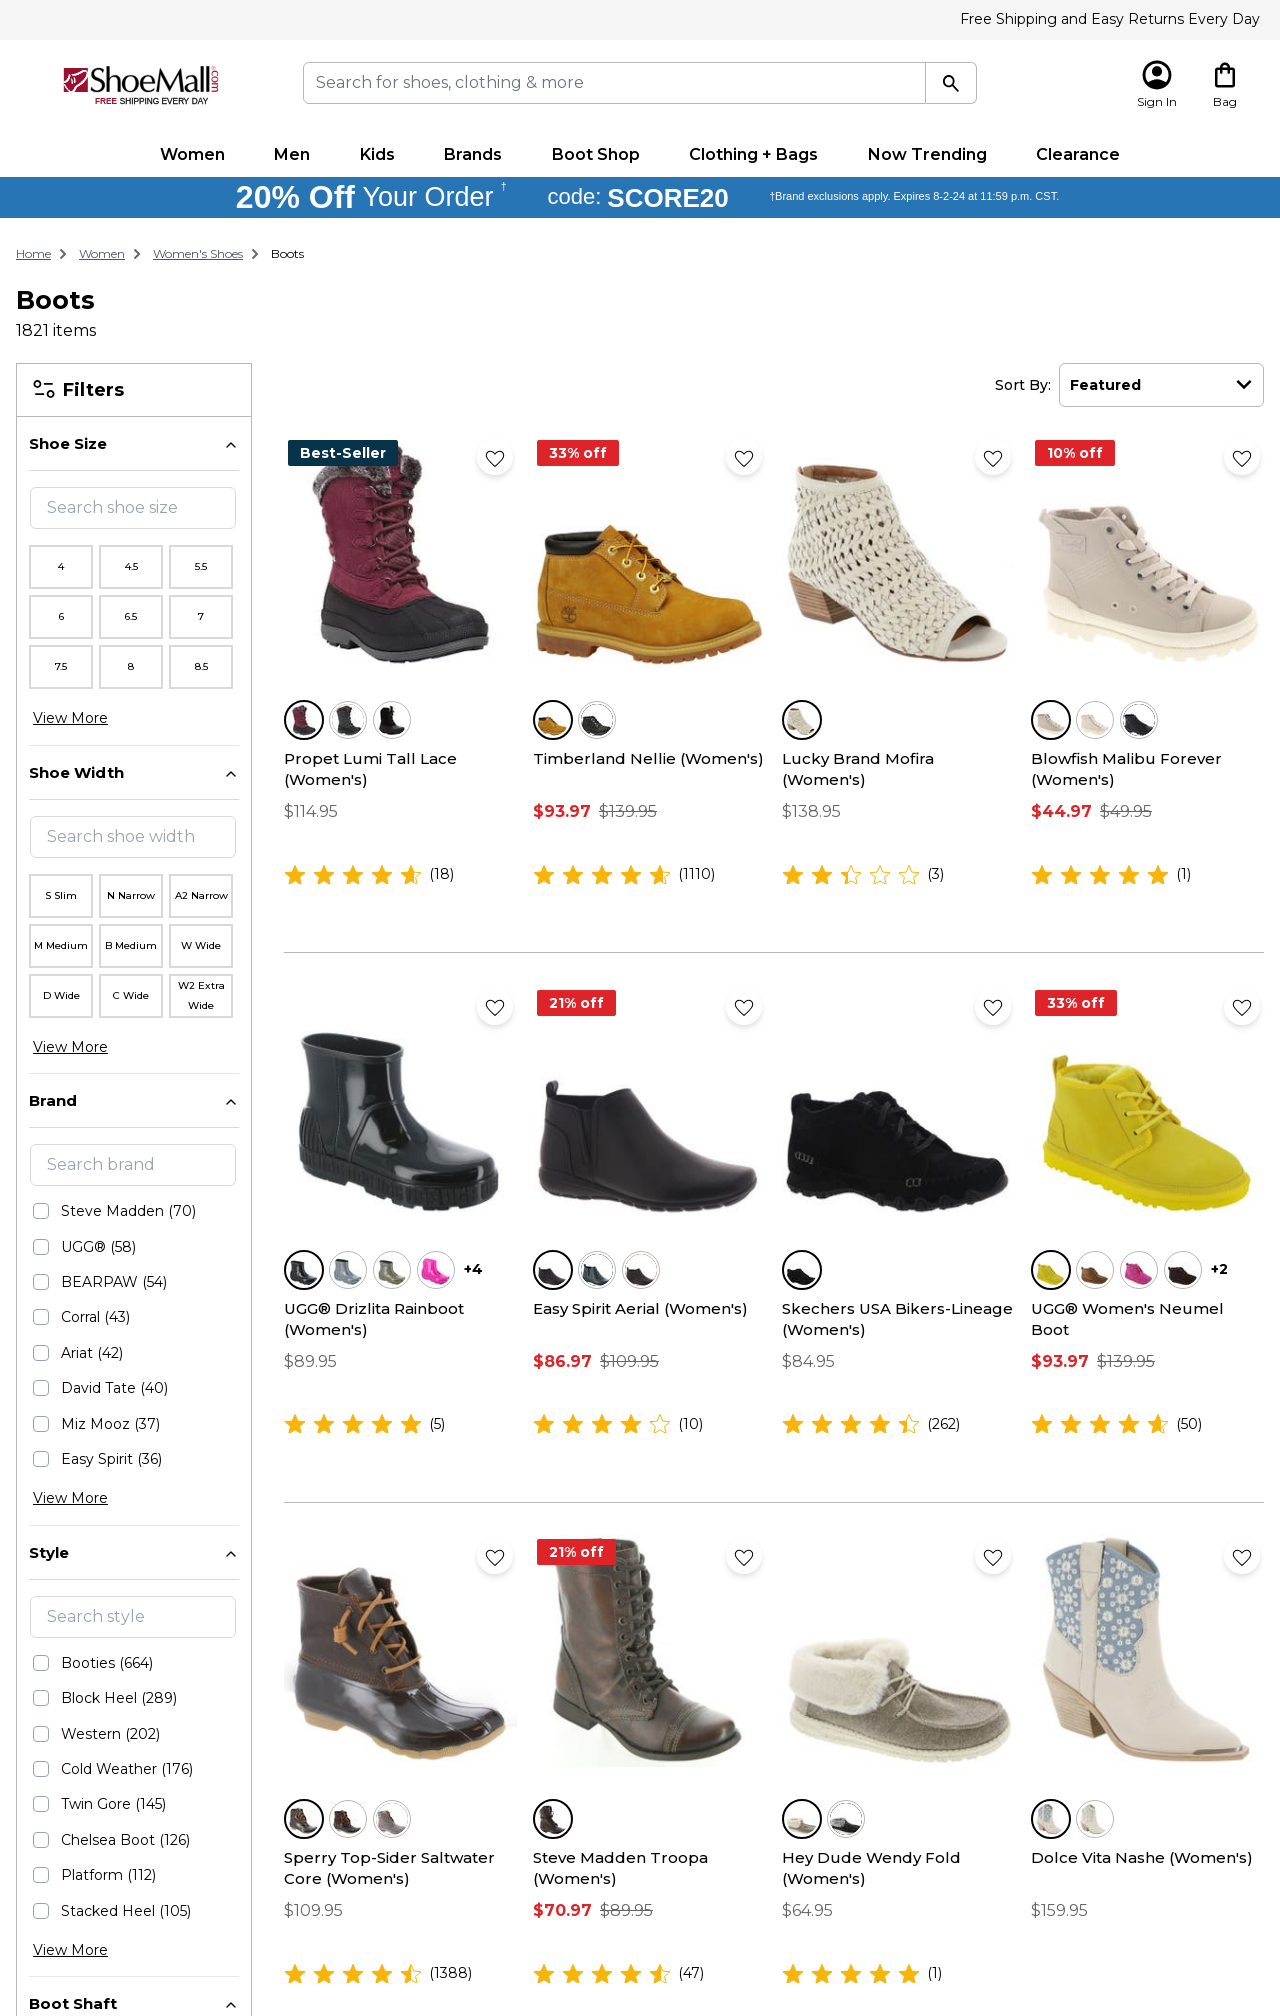 Free Shipping and Easy Returns Every Day
ShoeMall.com
FREE SHIPPING EVERY DAY
Search for shoes, clothing & more
Sign In
Bag
Women Men Kids Brands Boot Shop Clothing + Bags Now Trending Clearance
20% Off Your Order † code: SCORE20 †Brand exclusions apply. Expires 8-2-24 at 11:59 p.m. CST.
Home Women Women's Shoes Boots
Boots
1821 items
Filters
Shoe Size
Search shoe size
4 4.5 5.5
6 6.5 7
7.5 8 8.5
View More
Shoe Width
Search shoe width
S Slim N Narrow A2 Narrow
M Medium B Medium W Wide
D Wide C Wide W2 Extra Wide
View More
Brand
Search brand
Steve Madden (70)
UGG® (58)
BEARPAW (54)
Corral (43)
Ariat (42)
David Tate (40)
Miz Mooz (37)
Easy Spirit (36)
View More
Style
Search style
Booties (664)
Block Heel (289)
Western (202)
Cold Weather (176)
Twin Gore (145)
Chelsea Boot (126)
Platform (112)
Stacked Heel (105)
View More
Boot Shaft
Sort By: Featured
Best-Seller
Propet Lumi Tall Lace
(Women's)
$114.95
(18)
33% off
Timberland Nellie (Women's)
$93.97 $139.95
(1110)
Lucky Brand Mofira
(Women's)
$138.95
(3)
10% off
Blowfish Malibu Forever
(Women's)
$44.97 $49.95
(1)
+4
UGG® Drizlita Rainboot
(Women's)
$89.95
(5)
21% off
Easy Spirit Aerial (Women's)
$86.97 $109.95
(10)
Skechers USA Bikers-Lineage
(Women's)
$84.95
(262)
33% off
+2
UGG® Women's Neumel
Boot
$93.97 $139.95
(50)
Sperry Top-Sider Saltwater
Core (Women's)
$109.95
(1388)
21% off
Steve Madden Troopa
(Women's)
$70.97 $89.95
(47)
Hey Dude Wendy Fold
(Women's)
$64.95
(1)
Dolce Vita Nashe (Women's)
$159.95